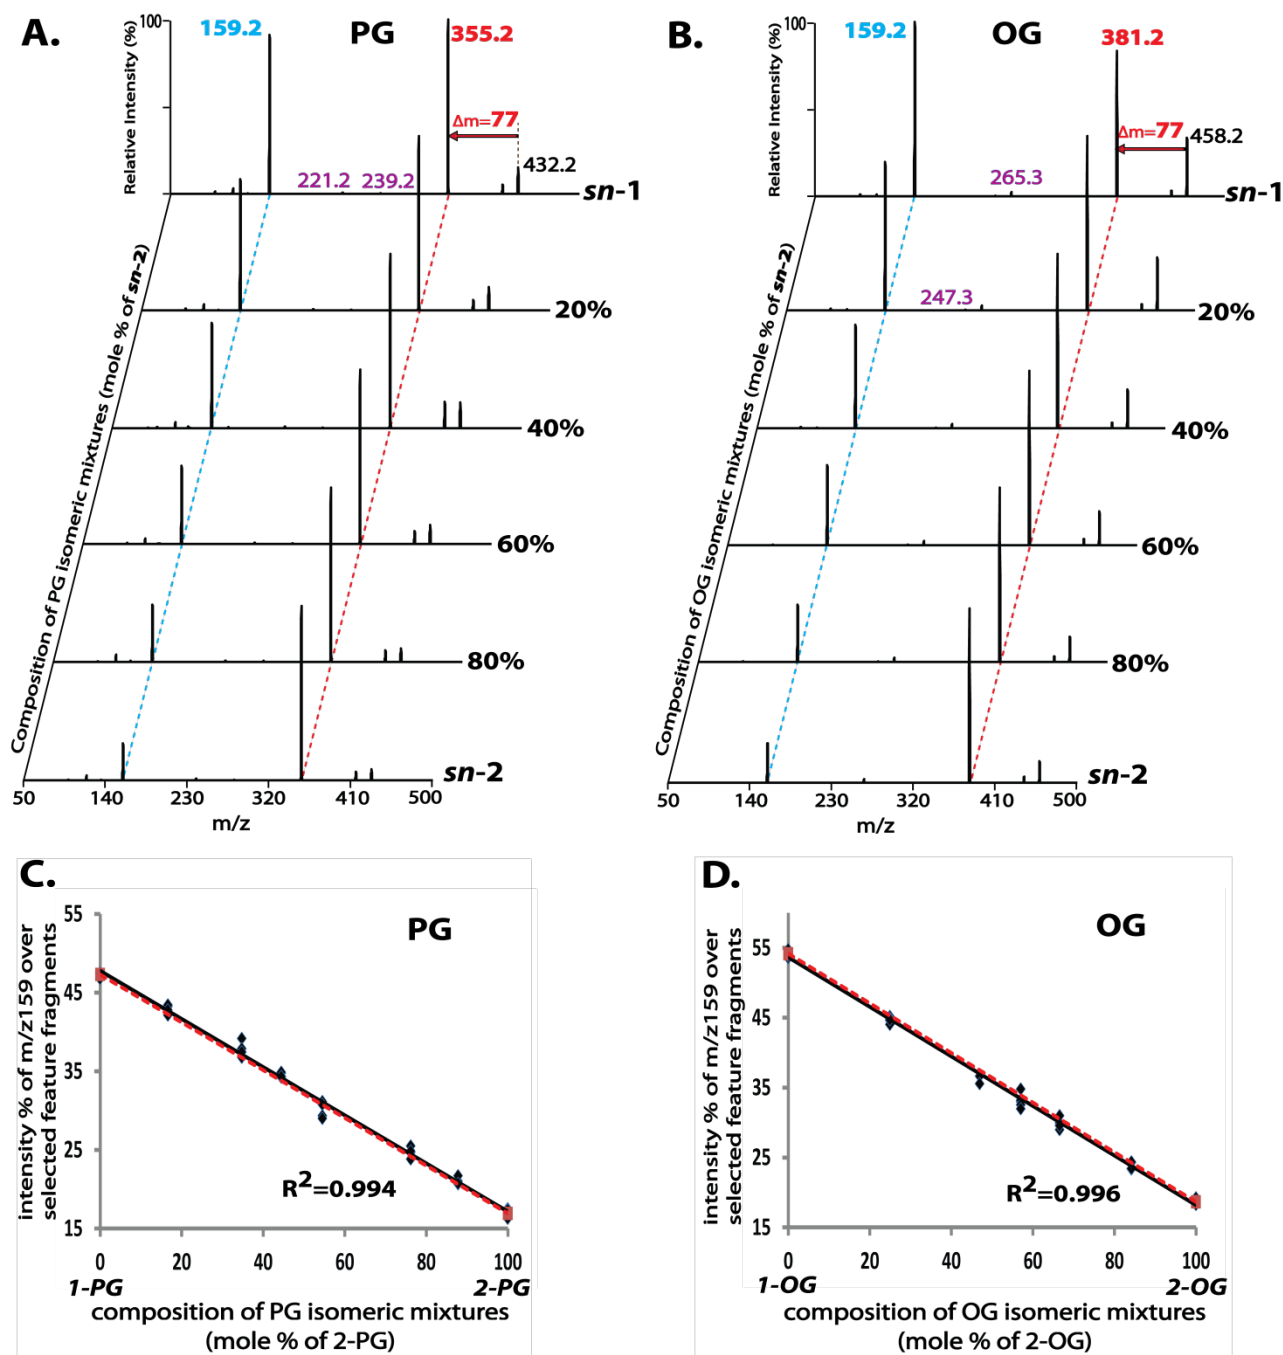 A.
PG
Relative Intensity (%)
100
159.2
355.2
Δm=77
432.2
221.2
239.2
sn-1
20%
40%
60%
80%
sn-2
Composition of PG isomeric mixtures (mole % of sn-2)
50 140 230 320 410 500
m/z
B.
OG
Relative Intensity (%)
100
159.2
381.2
Δm=77
458.2
265.3
sn-1
247.3
20%
40%
60%
80%
sn-2
Composition of OG isomeric mixtures (mole % of sn-2)
50 140 230 320 410 500
m/z
C.
PG
intensity % of m/z159 over
selected feature fragments
55
45
35
25
15
R2=0.994
0 20 40 60 80 100
1-PG 2-PG
composition of PG isomeric mixtures
(mole % of 2-PG)
D.
OG
intensity % of m/z159 over
selected feature fragments
55
45
35
25
15
R2=0.996
0 20 40 60 80 100
1-OG 2-OG
composition of OG isomeric mixtures
(mole % of 2-OG)